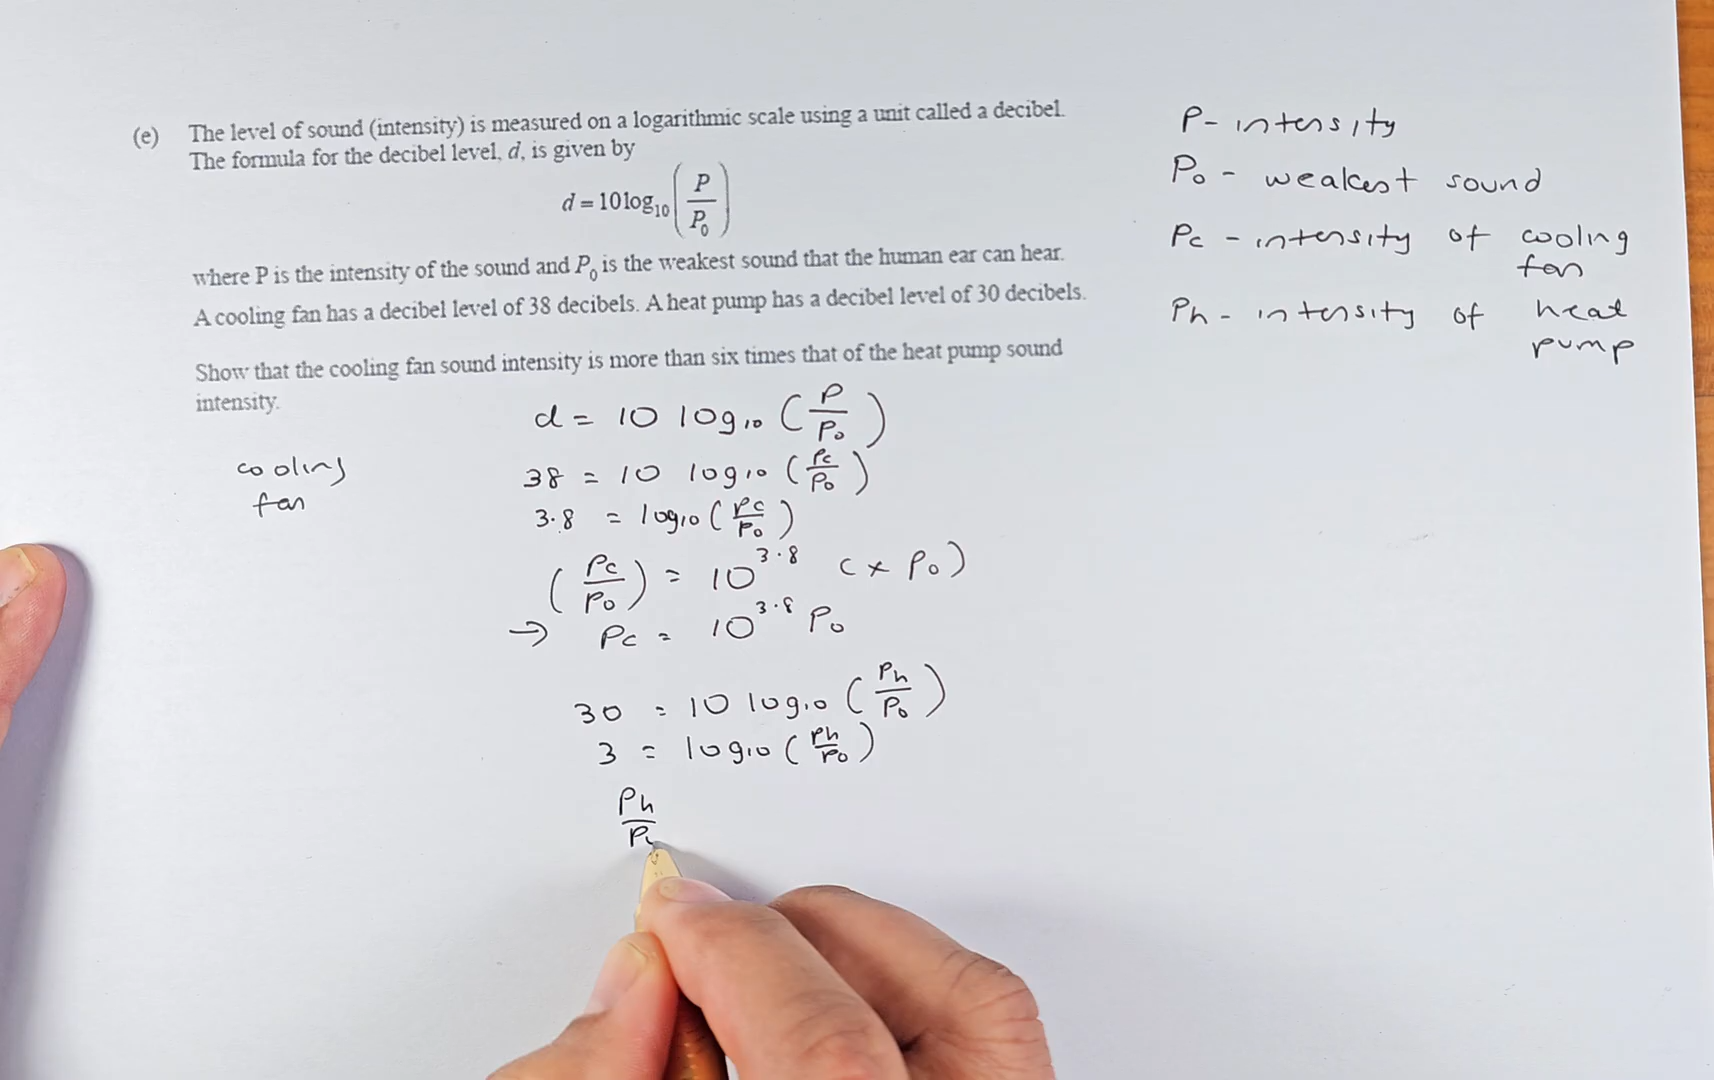 (e) The level of sound (intensity) is measured on a logarithmic scale using a unit called a decibel.
The formula for the decibel level, d, is given by
d = 10 log₁₀ (P/P₀)
where P is the intensity of the sound and P₀ is the weakest sound that the human ear can hear.
A cooling fan has a decibel level of 38 decibels. A heat pump has a decibel level of 30 decibels.
Show that the cooling fan sound intensity is more than six times that of the heat pump sound
intensity.
P - intensity
P₀ - weakest sound
Pc - intensity of cooling
fan
Ph - intensity of heat
pump
cooling
fan
d = 10 log₁₀ (P/P₀)
38 = 10 log₁₀ (Pc/P₀)
3.8 = log₁₀ (Pc/P₀)
(Pc/P₀) = 10^3.8 (× P₀)
→ Pc = 10^3.8 P₀
30 = 10 log₁₀ (Ph/P₀)
3 = log₁₀ (Ph/P₀)
Ph/P